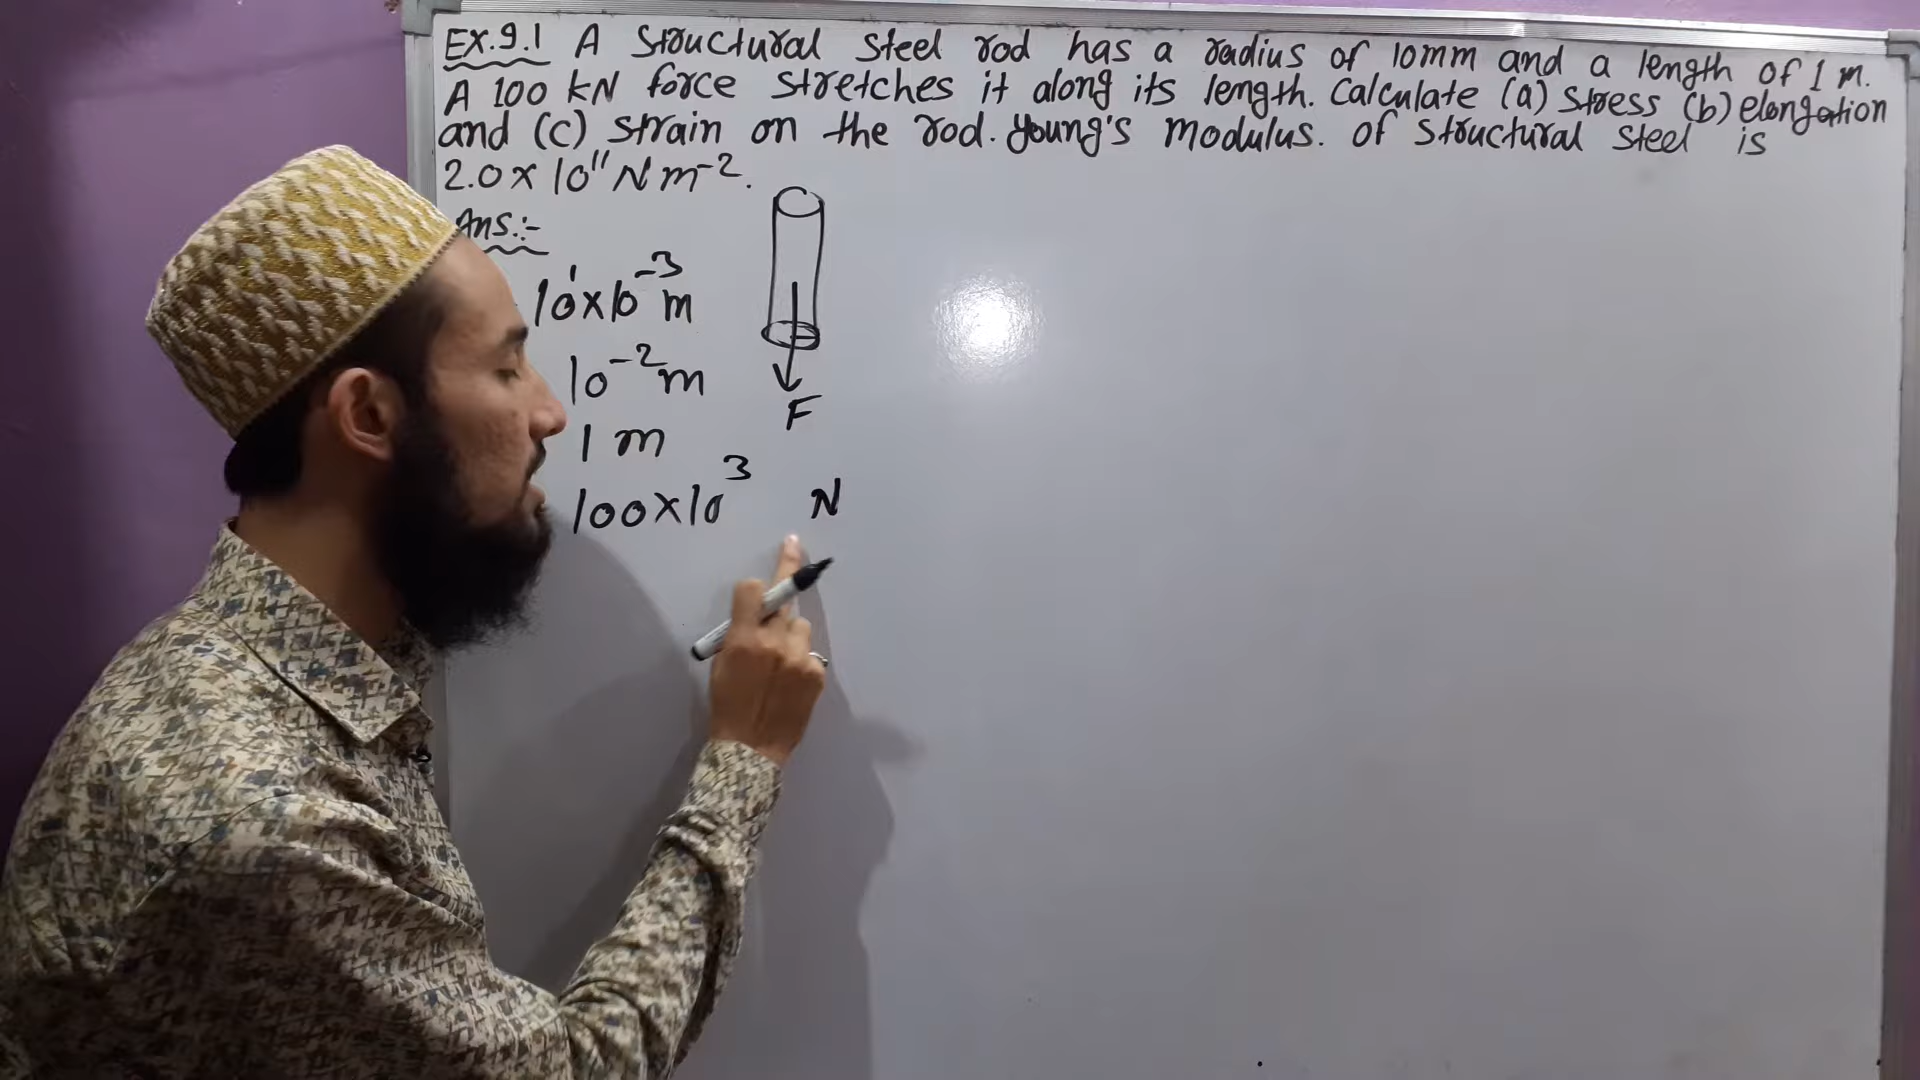 Ex.9.1 A Structural Steel rod has a radius of 10mm and a length of 1 m.
A 100 kN force stretches it along its length. Calculate (a) stress (b) elongation
and (c) strain on the rod. Young's Modulus. of structural steel is
2.0 × 10¹¹ N m⁻².
Ans.:-
10¹×10⁻³ m
10⁻² m
1 m
100×10³ N
F